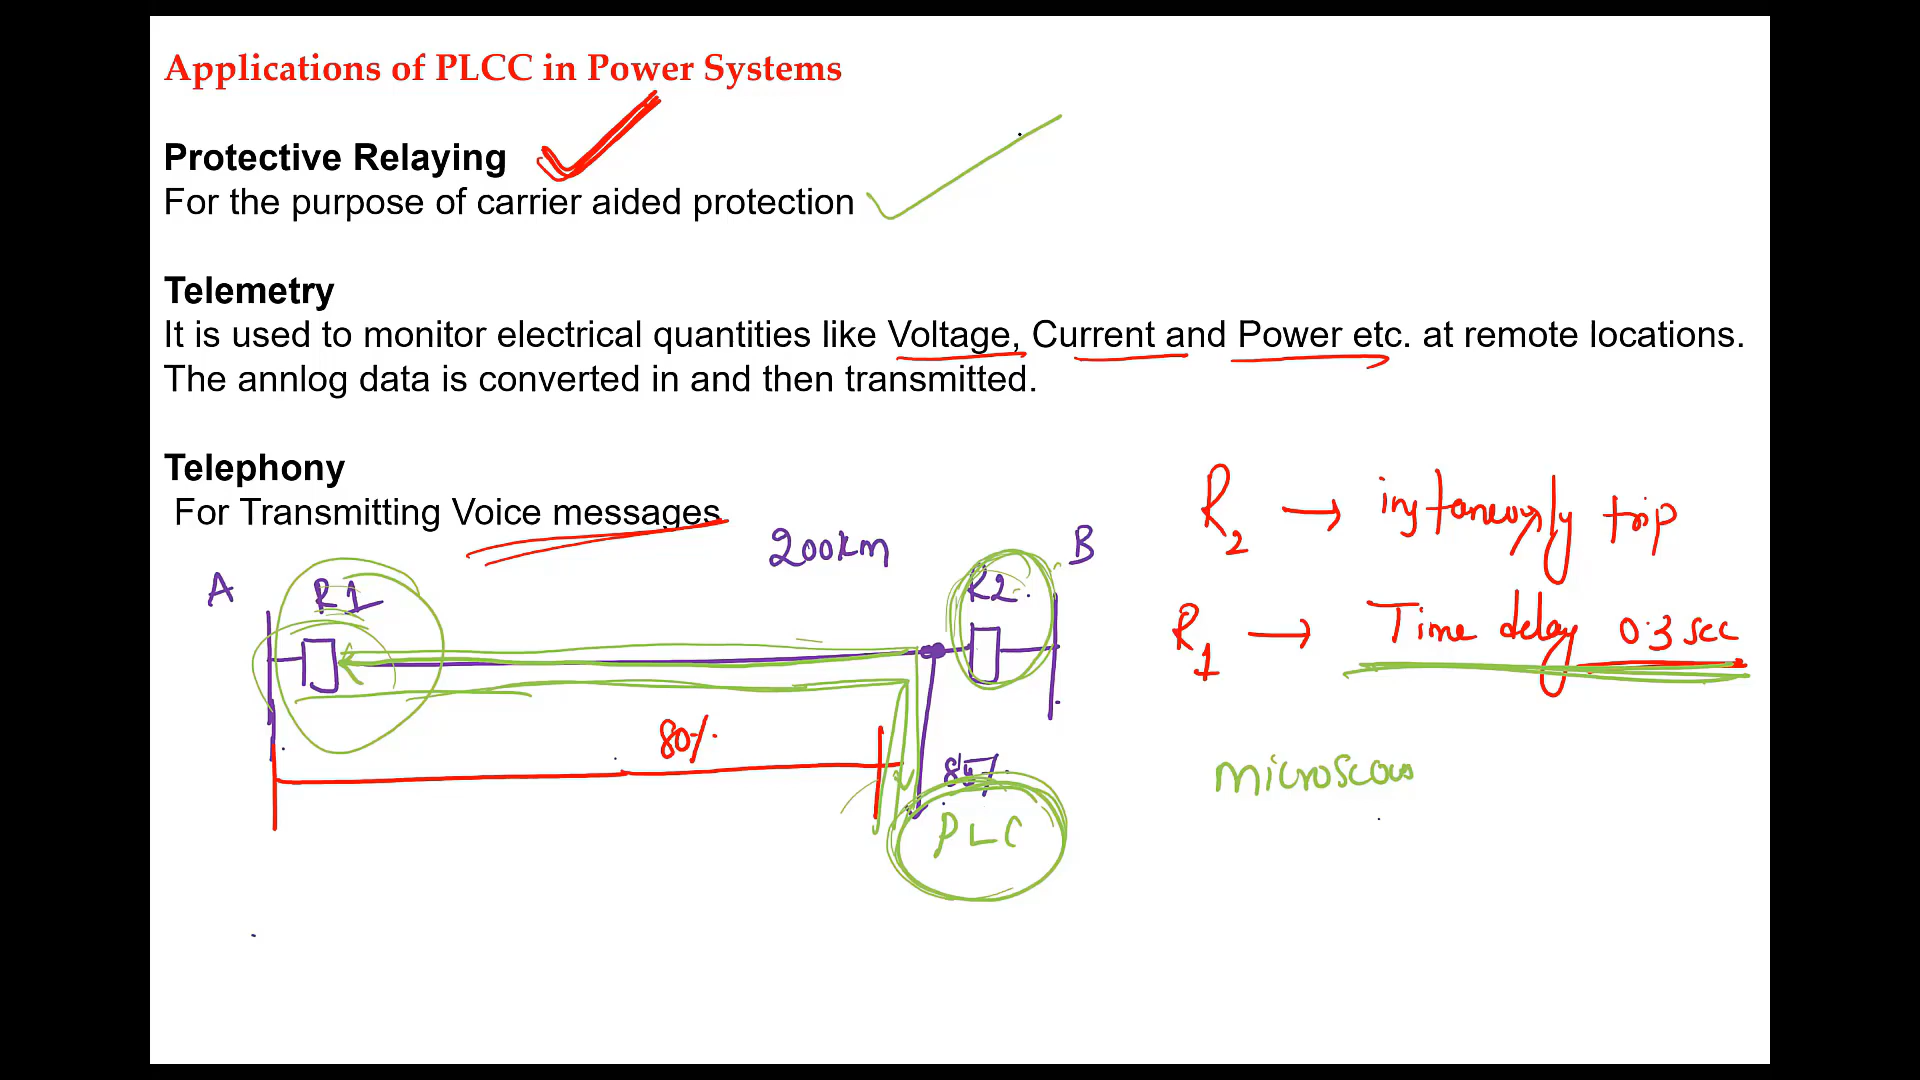 Applications of PLCC in Power Systems
Protective Relaying
For the purpose of carrier aided protection
Telemetry
It is used to monitor electrical quantities like Voltage, Current and Power etc. at remote locations.
The annlog data is converted in and then transmitted.
Telephony
For Transmitting Voice messages
200km
A
R1
R2
B
80%
PLC
R2 → instaneously trip
R1 → Time delay 0.3 sec